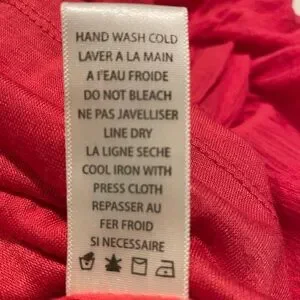 HAND WASH COLD
LAVER A LA MAIN
A I'EAU FROIDE
DO NOT BLEACH
NE PAS JAVELLISER
LINE DRY
LA LIGNE SECHE
COOL IRON WITH
PRESS CLOTH
REPASSER AU
FER FROID
SI NECESSAIRE